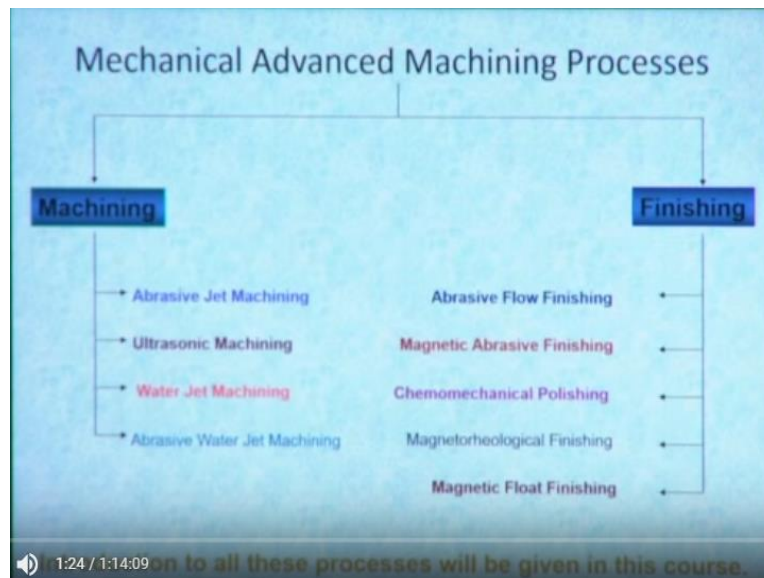 Mechanical Advanced Machining Processes
Machining
Finishing
Abrasive Jet Machining
Ultrasonic Machining
Water Jet Machining
Abrasive Water Jet Machining
Abrasive Flow Finishing
Magnetic Abrasive Finishing
Chemomechanical Polishing
Magnetorheological Finishing
Magnetic Float Finishing
1:24 / 1:14:09
on to all these processes will be given in this course.